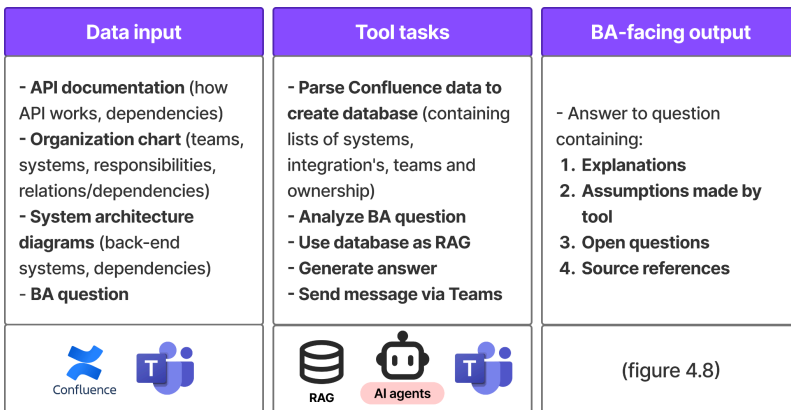 Data input
- API documentation (how
API works, dependencies)
- Organization chart (teams,
systems, responsibilities,
relations/dependencies)
- System architecture
diagrams (back-end
systems, dependencies)
- BA question
Confluence
T
Tool tasks
- Parse Confluence data to
create database (containing
lists of systems,
integration's, teams and
ownership)
- Analyze BA question
- Use database as RAG
- Generate answer
- Send message via Teams
RAG
AI agents
T
BA-facing output
- Answer to question
containing:
1. Explanations
2. Assumptions made by
tool
3. Open questions
4. Source references
(figure 4.8)